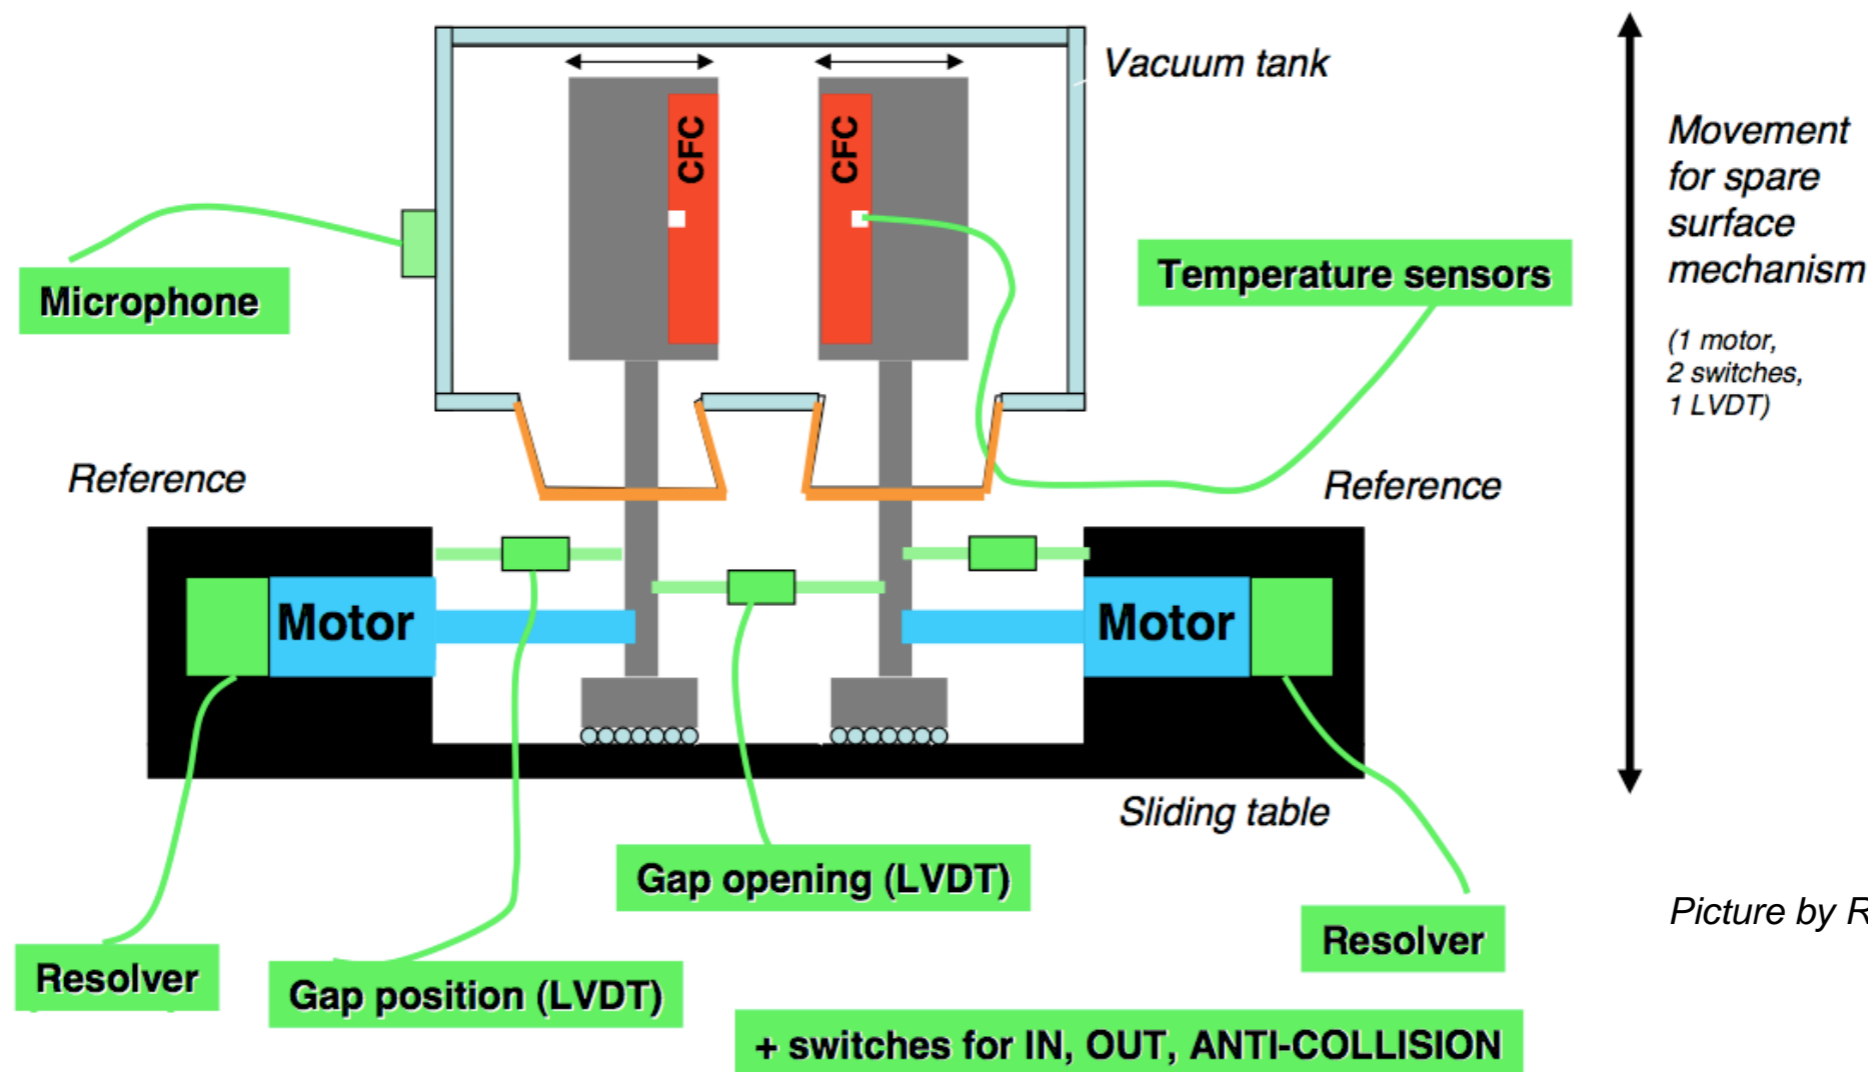 Vacuum tank
CFC
CFC
Movement
for spare
surface
mechanism
(1 motor,
2 switches,
1 LVDT)
Microphone
Temperature sensors
Reference
Reference
Motor
Motor
Sliding table
Gap opening (LVDT)
Picture by R
Resolver
Resolver
Gap position (LVDT)
+ switches for IN, OUT, ANTI-COLLISION